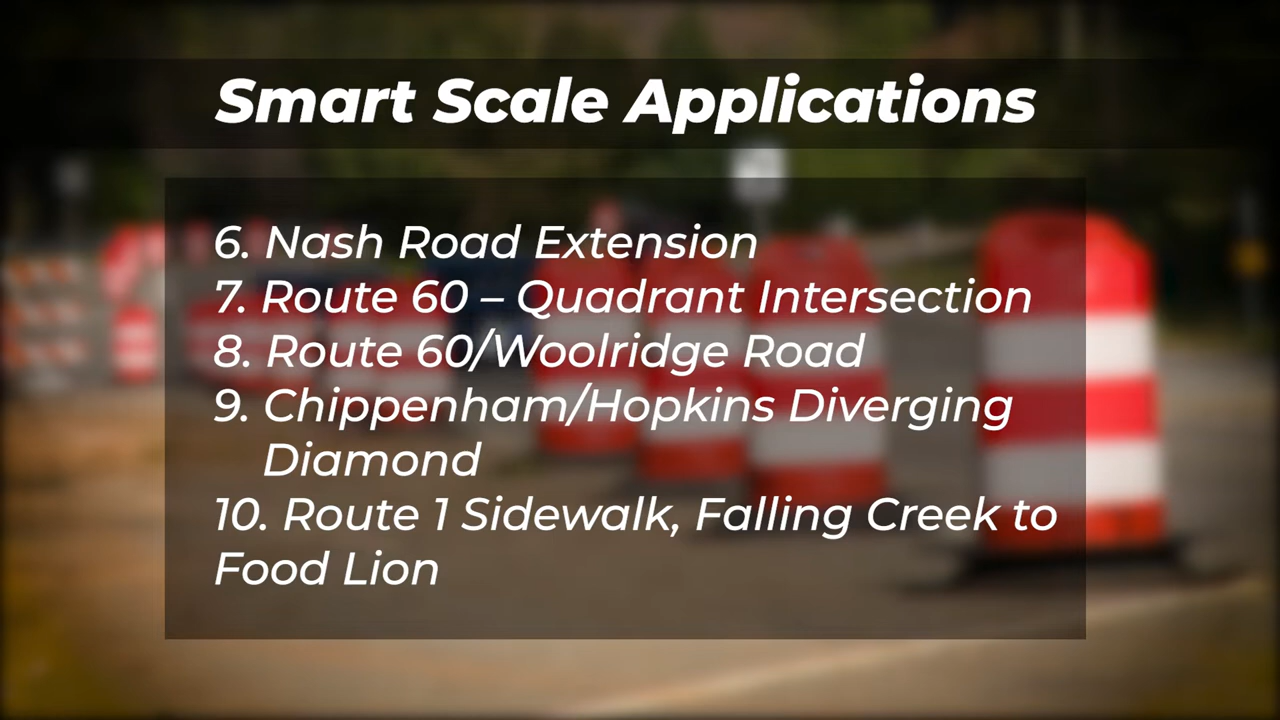 Smart Scale Applications
6. Nash Road Extension
7. Route 60 – Quadrant Intersection
8. Route 60/Woolridge Road
9. Chippenham/Hopkins Diverging
Diamond
10. Route 1 Sidewalk, Falling Creek to
Food Lion